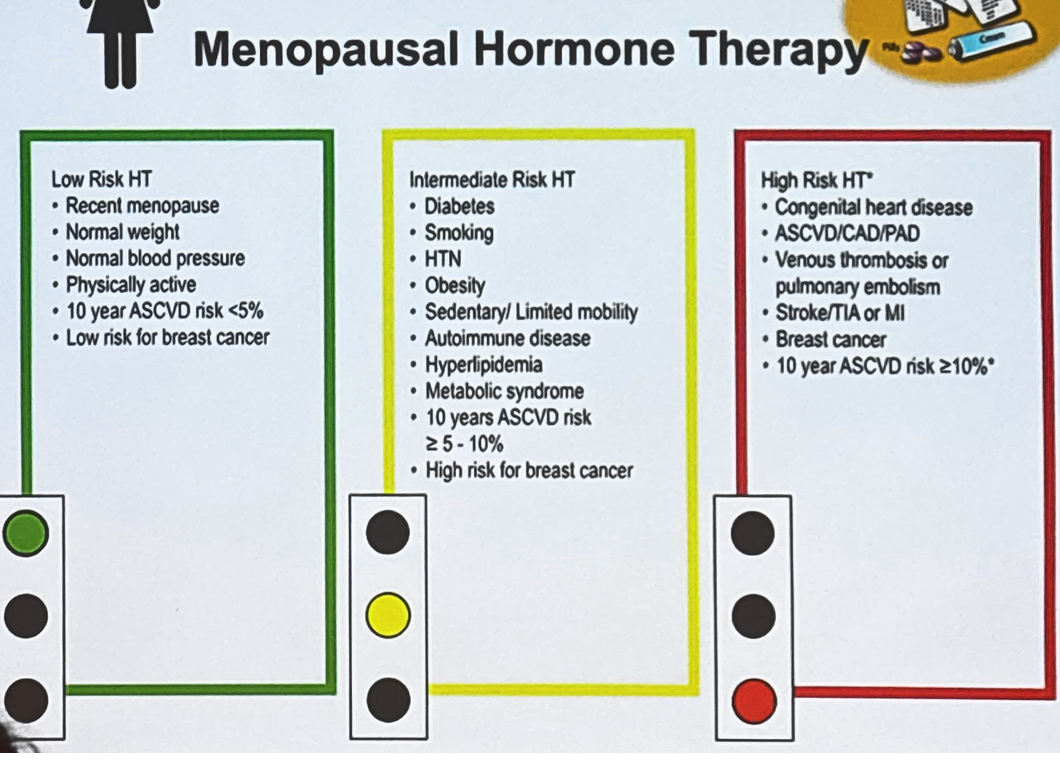 Menopausal Hormone Therapy
Pills
Cream
Low Risk HT
• Recent menopause
• Normal weight
• Normal blood pressure
• Physically active
• 10 year ASCVD risk <5%
• Low risk for breast cancer
Intermediate Risk HT
• Diabetes
• Smoking
• HTN
• Obesity
• Sedentary/ Limited mobility
• Autoimmune disease
• Hyperlipidemia
• Metabolic syndrome
• 10 years ASCVD risk
≥ 5 - 10%
• High risk for breast cancer
High Risk HT*
• Congenital heart disease
• ASCVD/CAD/PAD
• Venous thrombosis or
pulmonary embolism
• Stroke/TIA or MI
• Breast cancer
• 10 year ASCVD risk ≥10%*